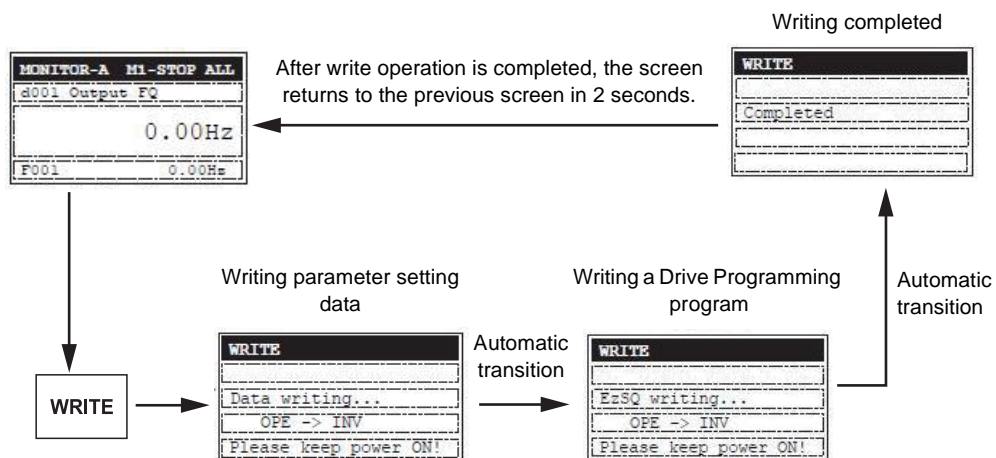 Writing completed
MONITOR-A M1-STOP ALL
d001 Output FQ
0.00Hz
F001 0.00Hz
After write operation is completed, the screen
returns to the previous screen in 2 seconds.
WRITE
Completed
Writing parameter setting
data
Writing a Drive Programming
program
Automatic
transition
WRITE
WRITE
Data writing...
OPE -> INV
Please keep power ON!
Automatic
transition
WRITE
EzSQ writing...
OPE -> INV
Please keep power ON!